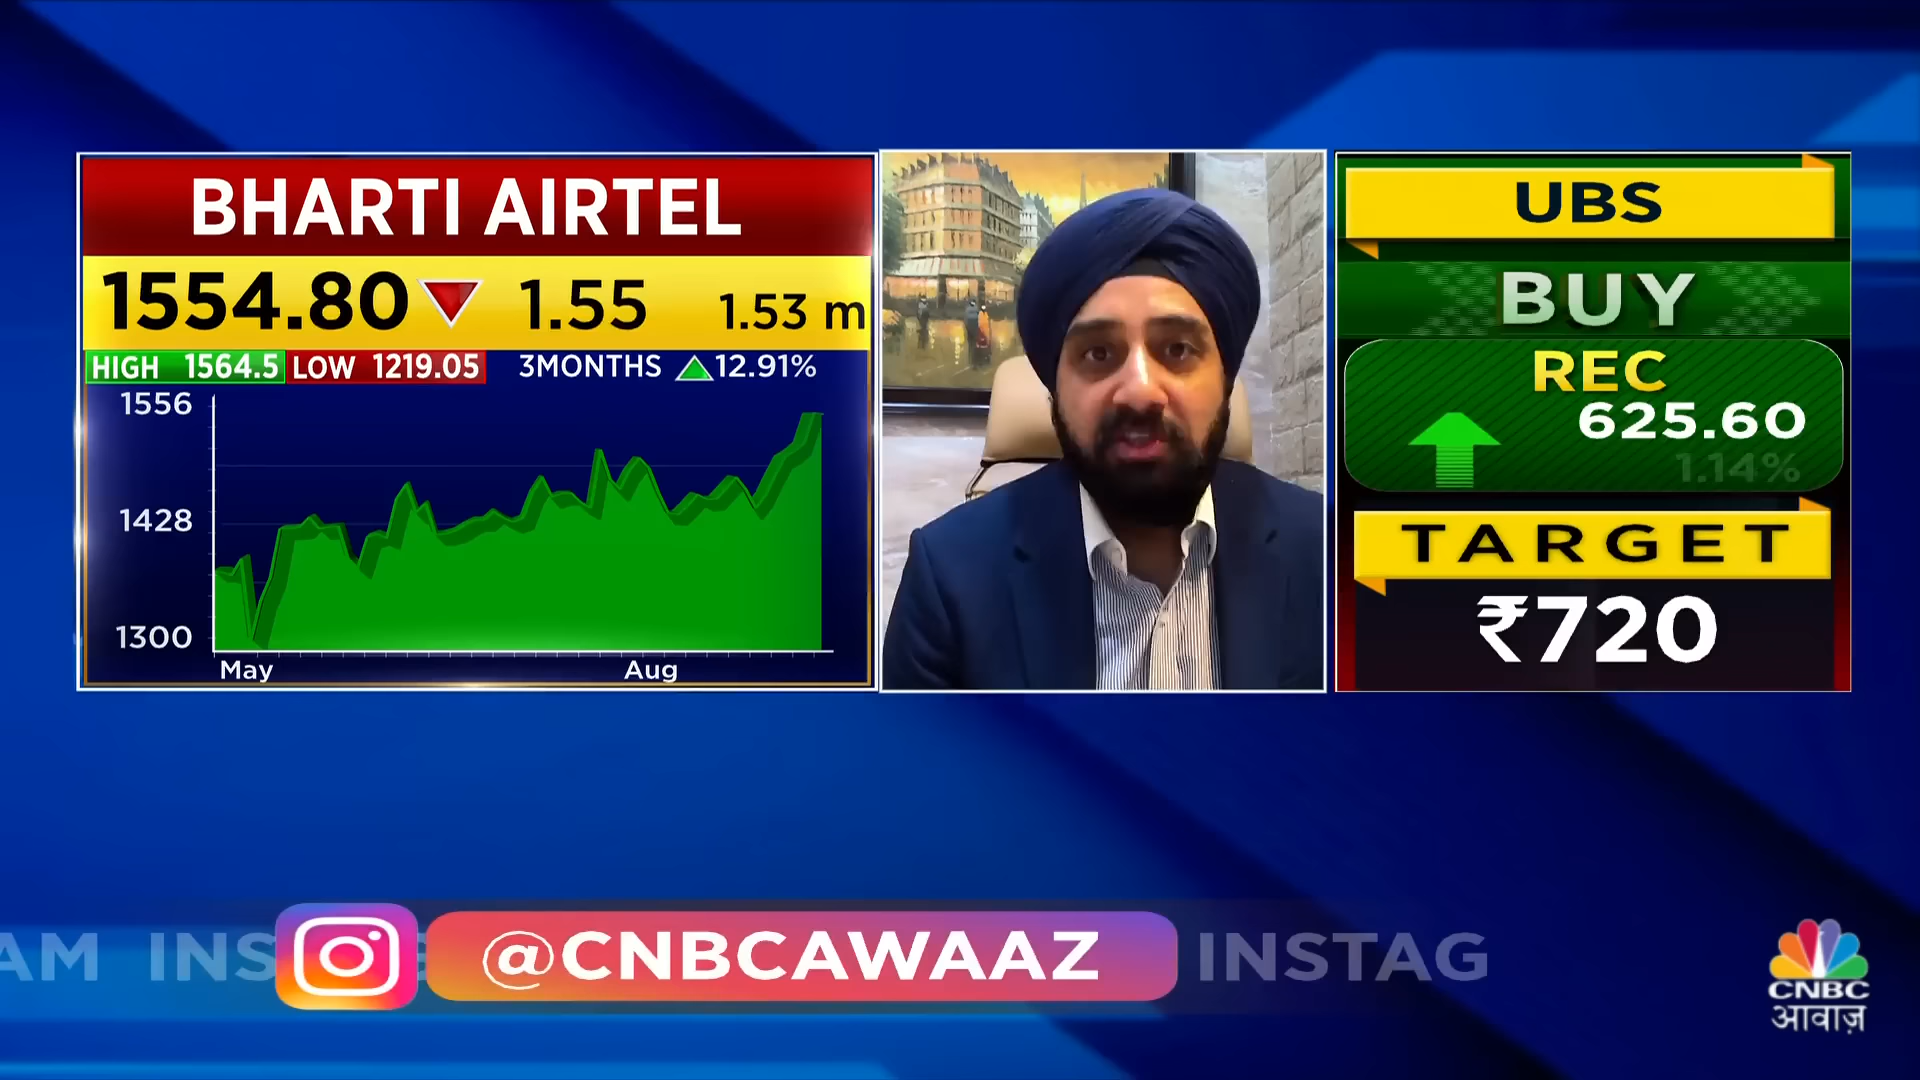 BHARTI AIRTEL
1554.80 1.55 1.53 m
HIGH 1564.5 LOW 1219.05 3MONTHS 12.91%
1556
1428
1300
May Aug
UBS
BUY
REC
625.60
1.14%
TARGET
₹720
AM INS @CNBCAWAAZ INSTAG
CNBC
आवाज़